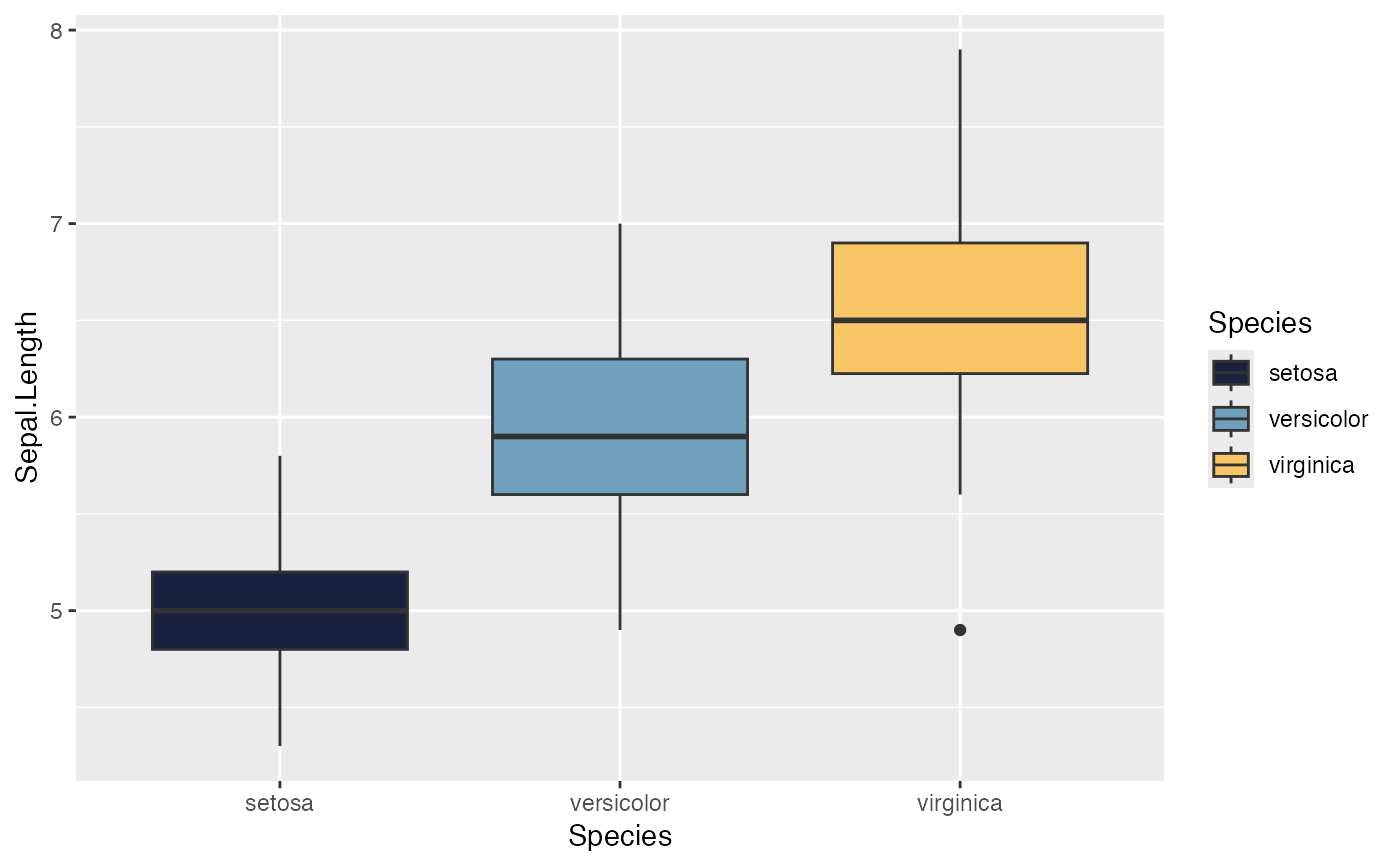 8
7
6
5
Sepal.Length
setosa
versicolor
virginica
Species
Species
setosa
versicolor
virginica